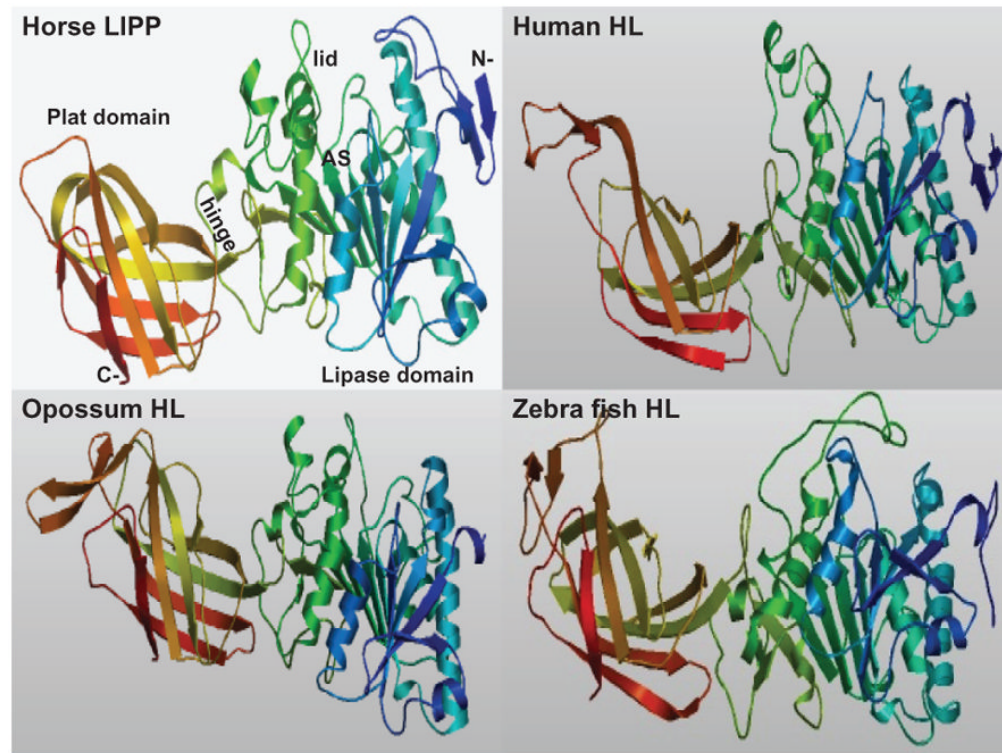 Horse LIPP
lid
N-
Plat domain
AS
hinge
C-
Lipase domain
Human HL
Opossum HL
Zebra fish HL